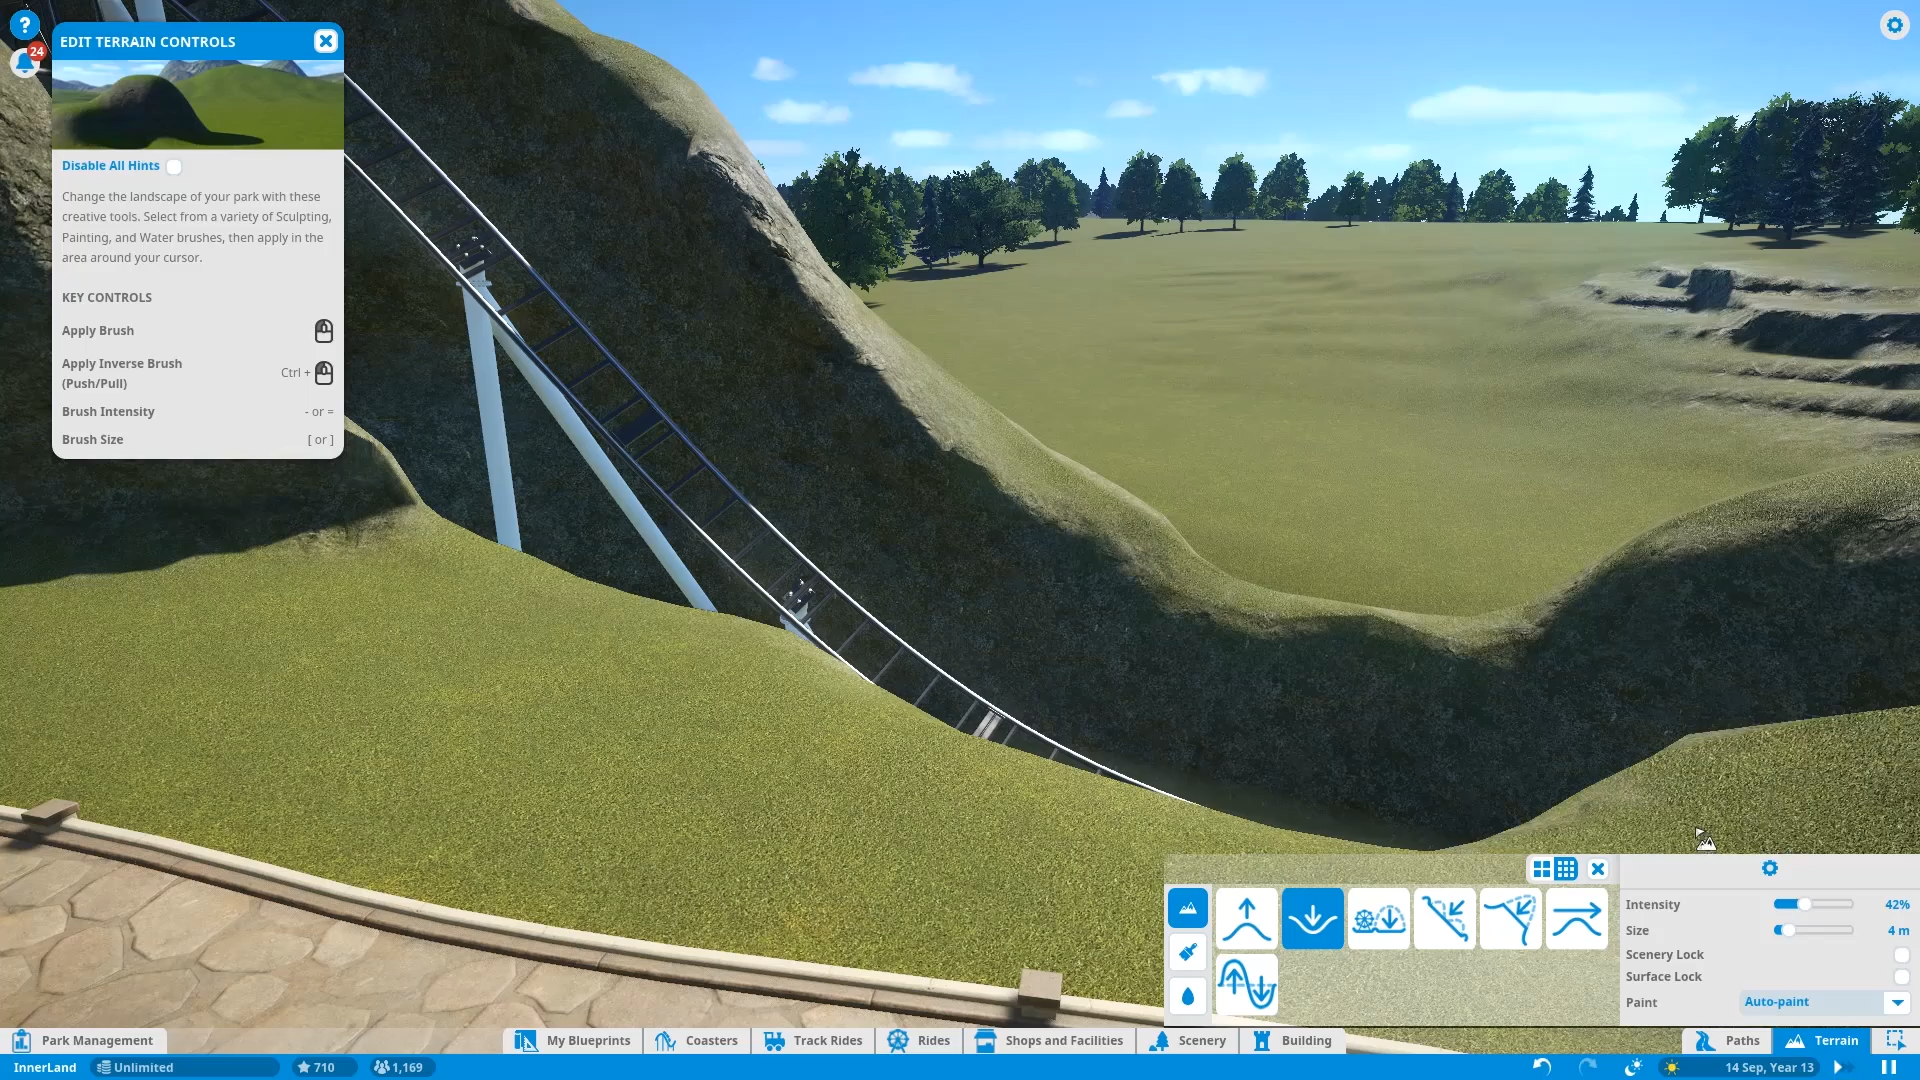 ?
24
EDIT TERRAIN CONTROLS
Disable All Hints
Change the landscape of your park with these
creative tools. Select from a variety of Sculpting,
Painting, and Water brushes, then apply in the
area around your cursor.
KEY CONTROLS
Apply Brush
Apply Inverse Brush
(Push/Pull)
Ctrl +
Brush Intensity - or =
Brush Size [ or ]
Intensity 42%
Size 4 m
Scenery Lock
Surface Lock
Paint Auto-paint
Park Management
My Blueprints
Coasters
Track Rides
Rides
Shops and Facilities
Scenery
Building
Paths
Terrain
InnerLand
Unlimited
710
1,169
14 Sep, Year 13